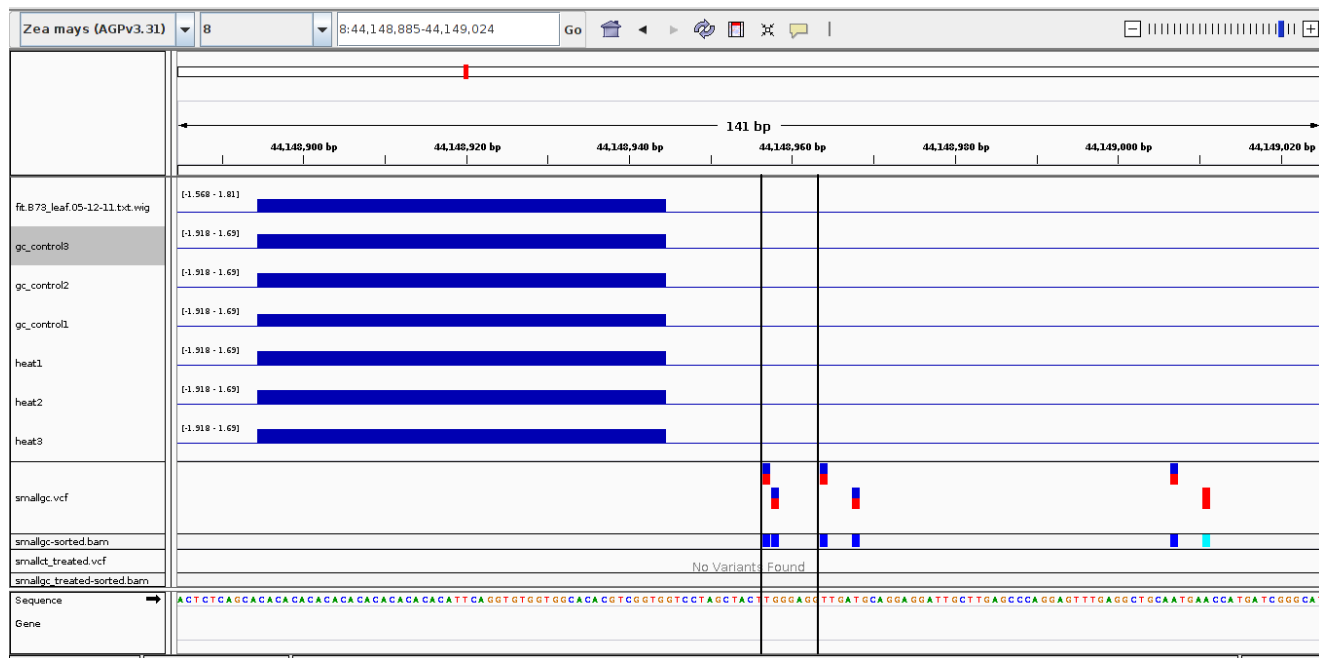 Zea mays (AGPv3.31) 8 8:44,148,885-44,149,024 Go
141 bp
44,148,900 bp 44,148,920 bp 44,148,940 bp 44,148,960 bp 44,148,980 bp 44,149,000 bp 44,149,020 bp
fit.B73_leaf.05-12-11.txt.wig [-1.568 - 1.81]
gc_control3 [-1.918 - 1.69]
gc_control2 [-1.918 - 1.69]
gc_control1 [-1.918 - 1.69]
heat1 [-1.918 - 1.69]
heat2 [-1.918 - 1.69]
heat3 [-1.918 - 1.69]
smallgc.vcf
smallgc-sorted.bam
smallct_treated.vcf
No Variants Found
smallgc_treated-sorted.bam
Sequence ACTCTCAGCACACACACACACACACACACACACATTCAGGTGTGGTGGCACACGTCGGTGGTCCTAGCTACTTGGGAGGTTGATGCAGGAGGATTGCTTGAGCCCAGGAGTTTGAGGCTGCAATGAACCATGATCGGGCA
Gene